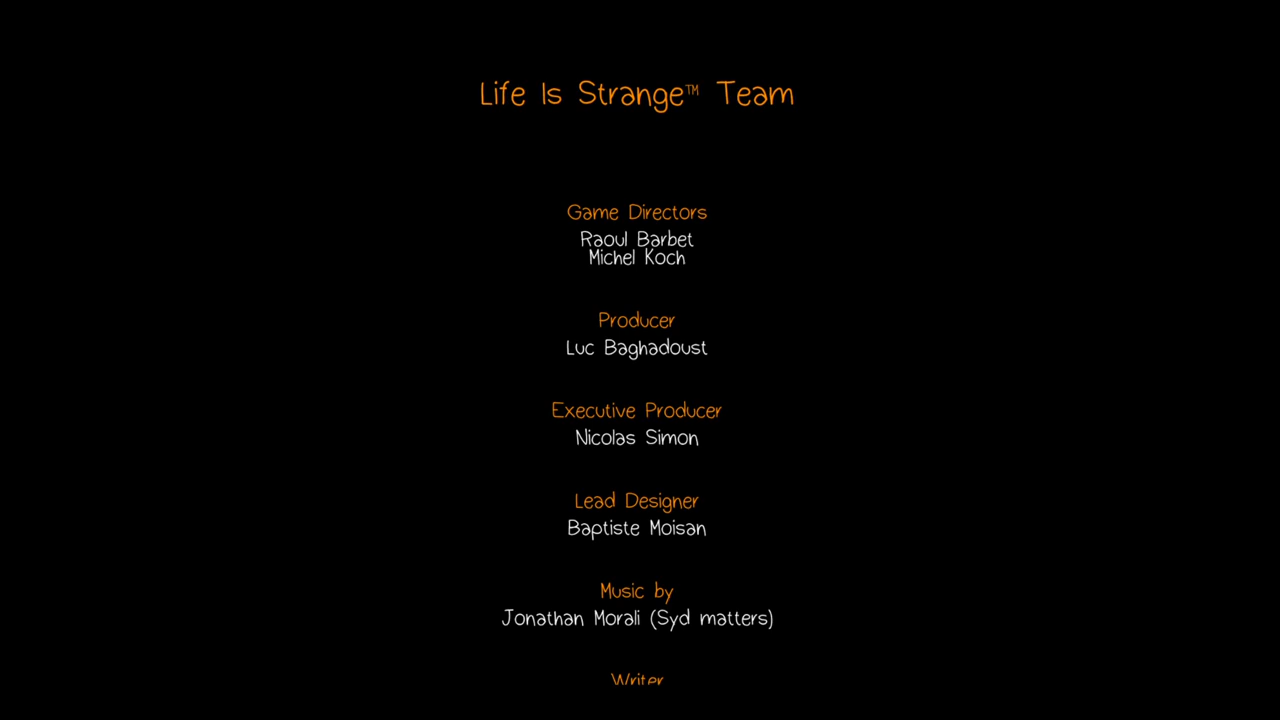 Life Is Strange™ Team
Game Directors
Raoul Barbet
Michel Koch
Producer
Luc Baghadoust
Executive Producer
Nicolas Simon
Lead Designer
Baptiste Moisan
Music by
Jonathan Morali (Syd matters)
Writer